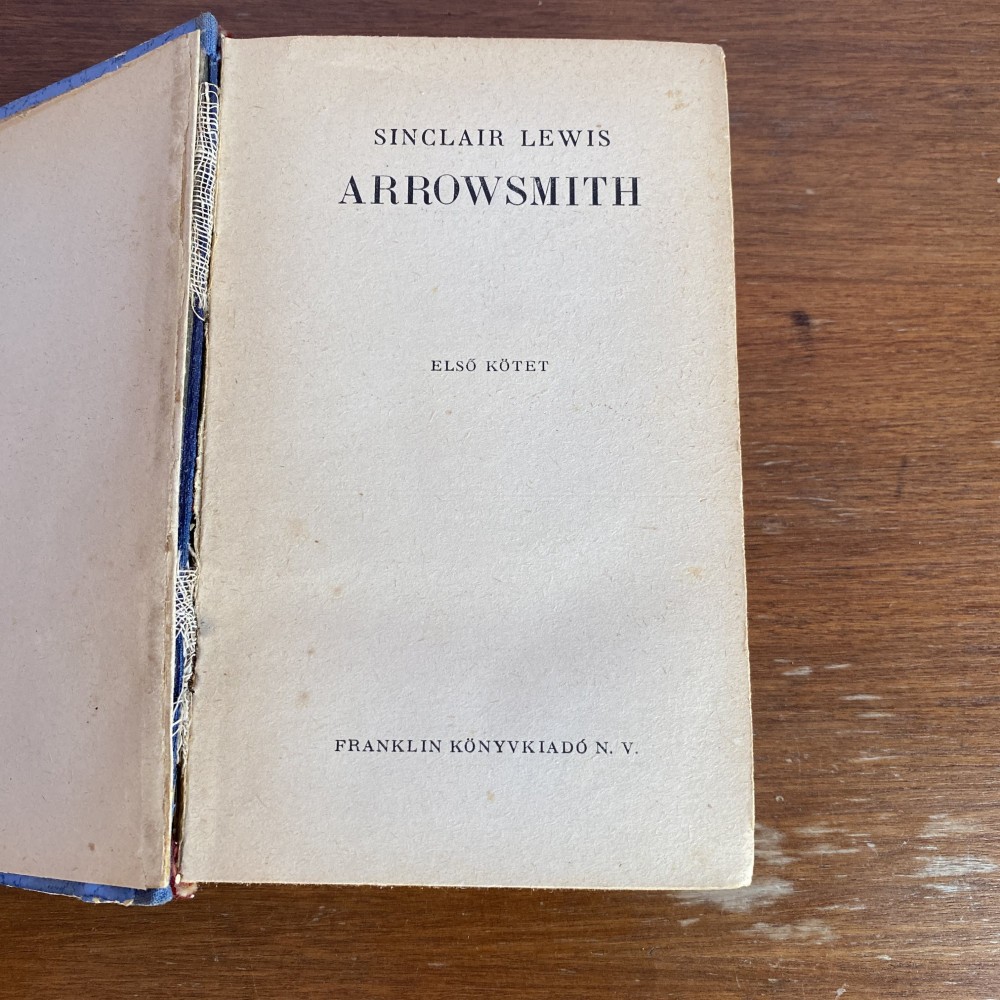 SINCLAIR LEWIS
ARROWSMITH
ELSŐ KÖTET
FRANKLIN KÖNYVKIADÓ N. V.